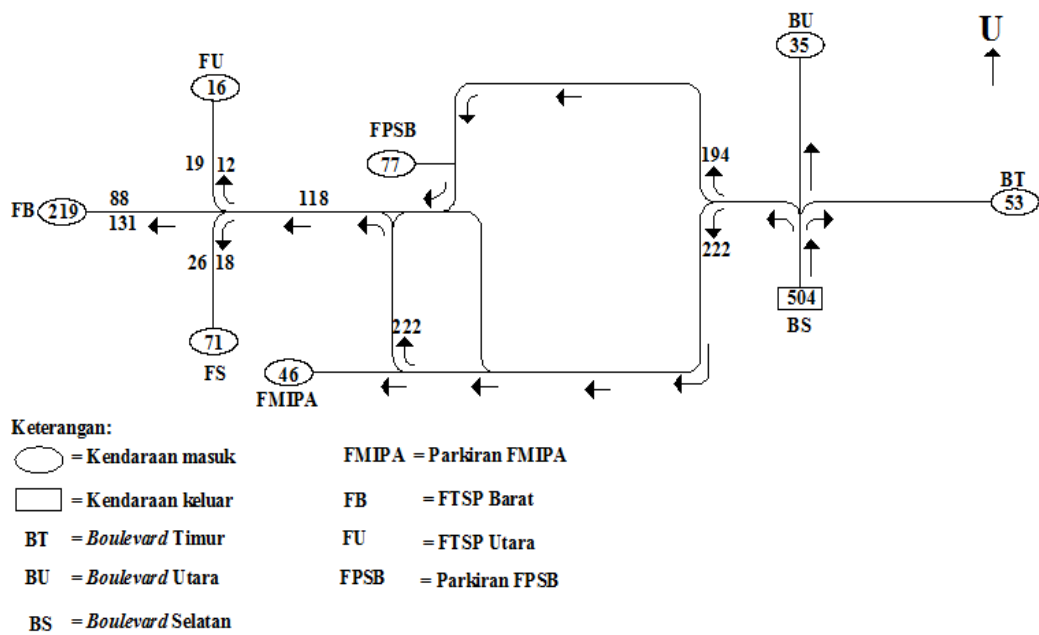 BU
35
U
FU
16
FPSB
77
194
BT
53
19 12
FB 219
88
131
118
222
26 18
504
BS
222
71
FS
46
FMIPA
Keterangan:
= Kendaraan masuk
FMIPA = Parkiran FMIPA
= Kendaraan keluar
FB = FTSP Barat
BT = Boulevard Timur
FU = FTSP Utara
BU = Boulevard Utara
FPSB = Parkiran FPSB
BS = Boulevard Selatan